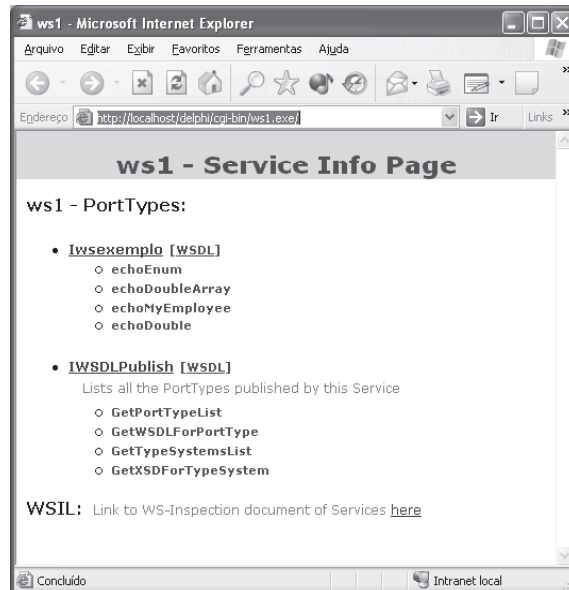 ws1 - Microsoft Internet Explorer
Arquivo Editar Exibir Favoritos Ferramentas Ajuda
»
Endereço http://localhost/delphi/cgi-bin/ws1.exe/ Ir Links »
ws1 - Service Info Page
ws1 - PortTypes:
• Iwsexemplo [WSDL]
○ echoEnum
○ echoDoubleArray
○ echoMyEmployee
○ echoDouble
• IWSDLPublish [WSDL]
Lists all the PortTypes published by this Service
○ GetPortTypeList
○ GetWSDLForPortType
○ GetTypeSystemsList
○ GetXSDForTypeSystem
WSIL: Link to WS-Inspection document of Services here
Concluído Intranet local